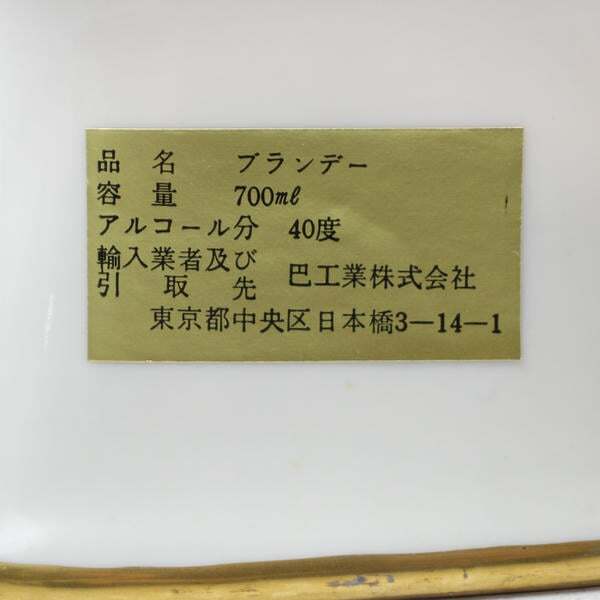 品名 ブランデー
容量 700㎖
アルコール分 40度
輸入業者及び
引取先 巴工業株式会社
東京都中央区日本橋3―14―1